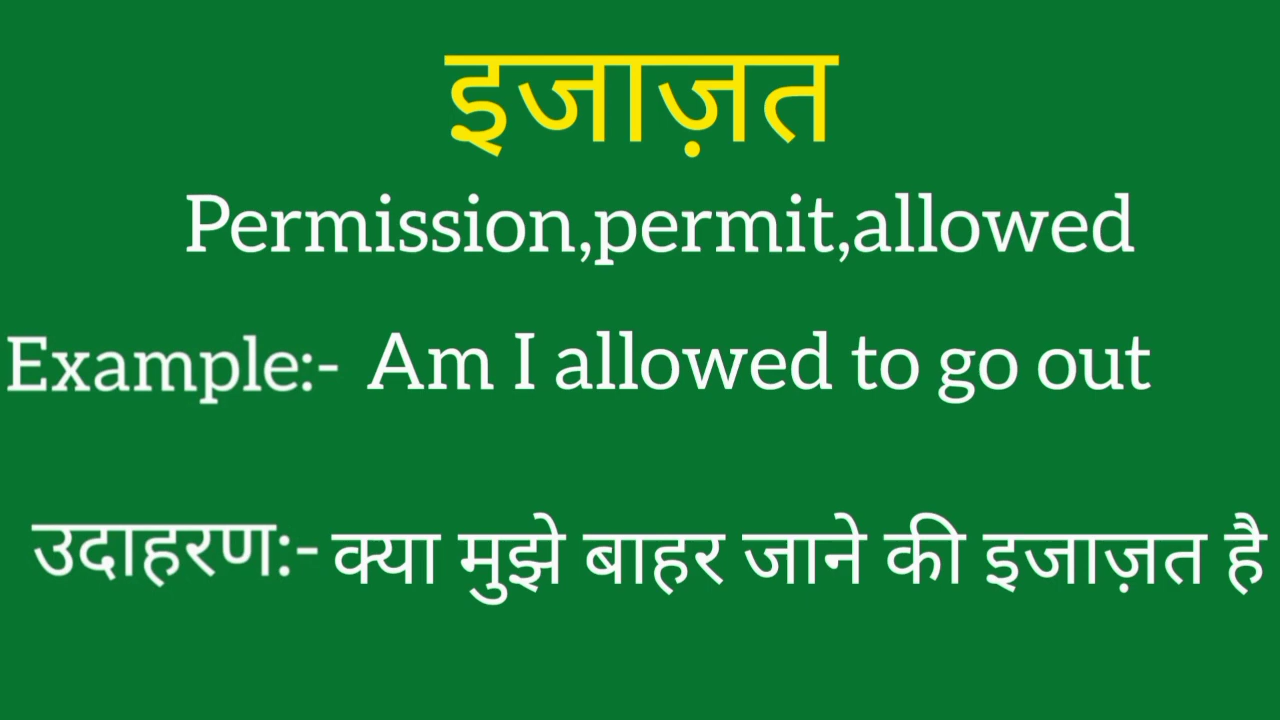 इजाज़त
Permission,permit,allowed
Example:- Am I allowed to go out
उदाहरण:- क्या मुझे बाहर जाने की इजाज़त है